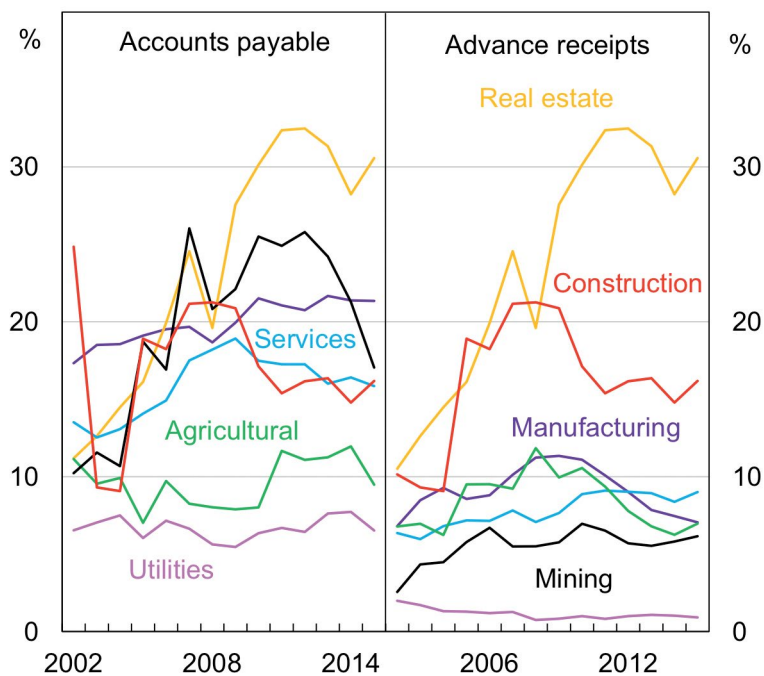 % Accounts payable Advance receipts %
Real estate
30 30
Construction
20 20
Services
Agricultural Manufacturing
10 10
Utilities Mining
0 0
2002 2008 2014 2006 2012